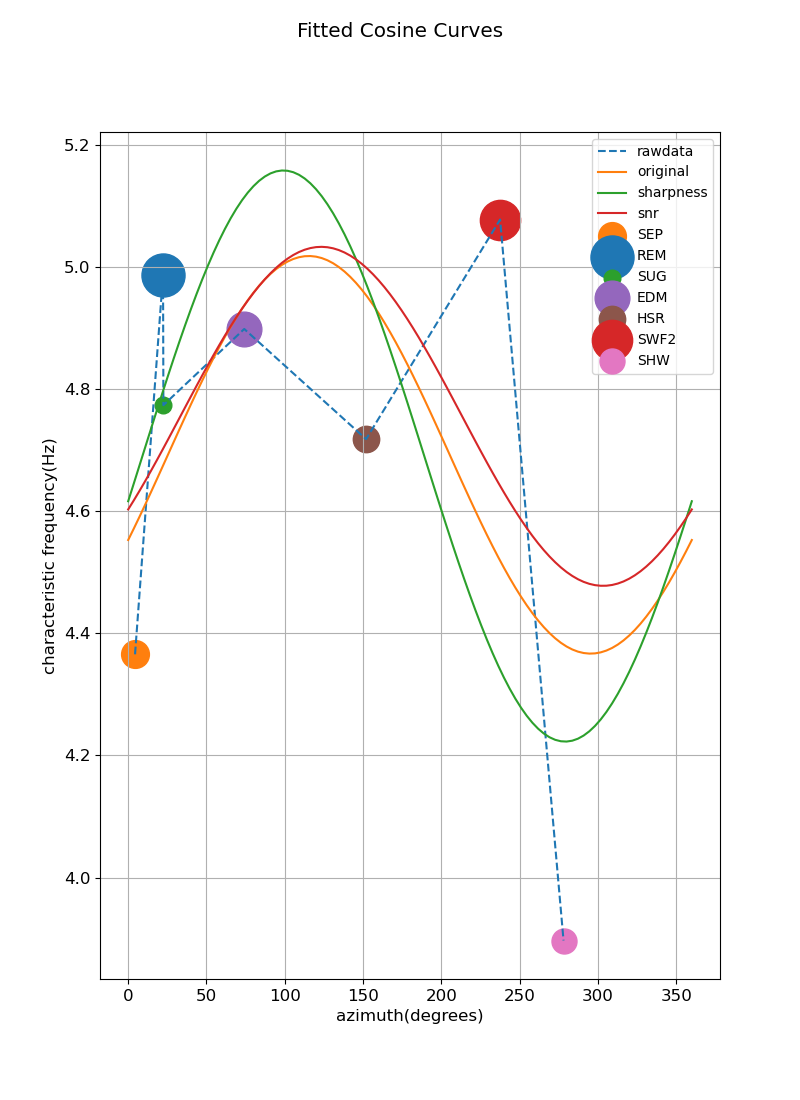 Fitted Cosine Curves
5.2
5.0
4.8
4.6
4.4
4.2
4.0
characteristic frequency(Hz)
rawdata
original
sharpness
snr
SEP
REM
SUG
EDM
HSR
SWF2
SHW
0 50 100 150 200 250 300 350
azimuth(degrees)